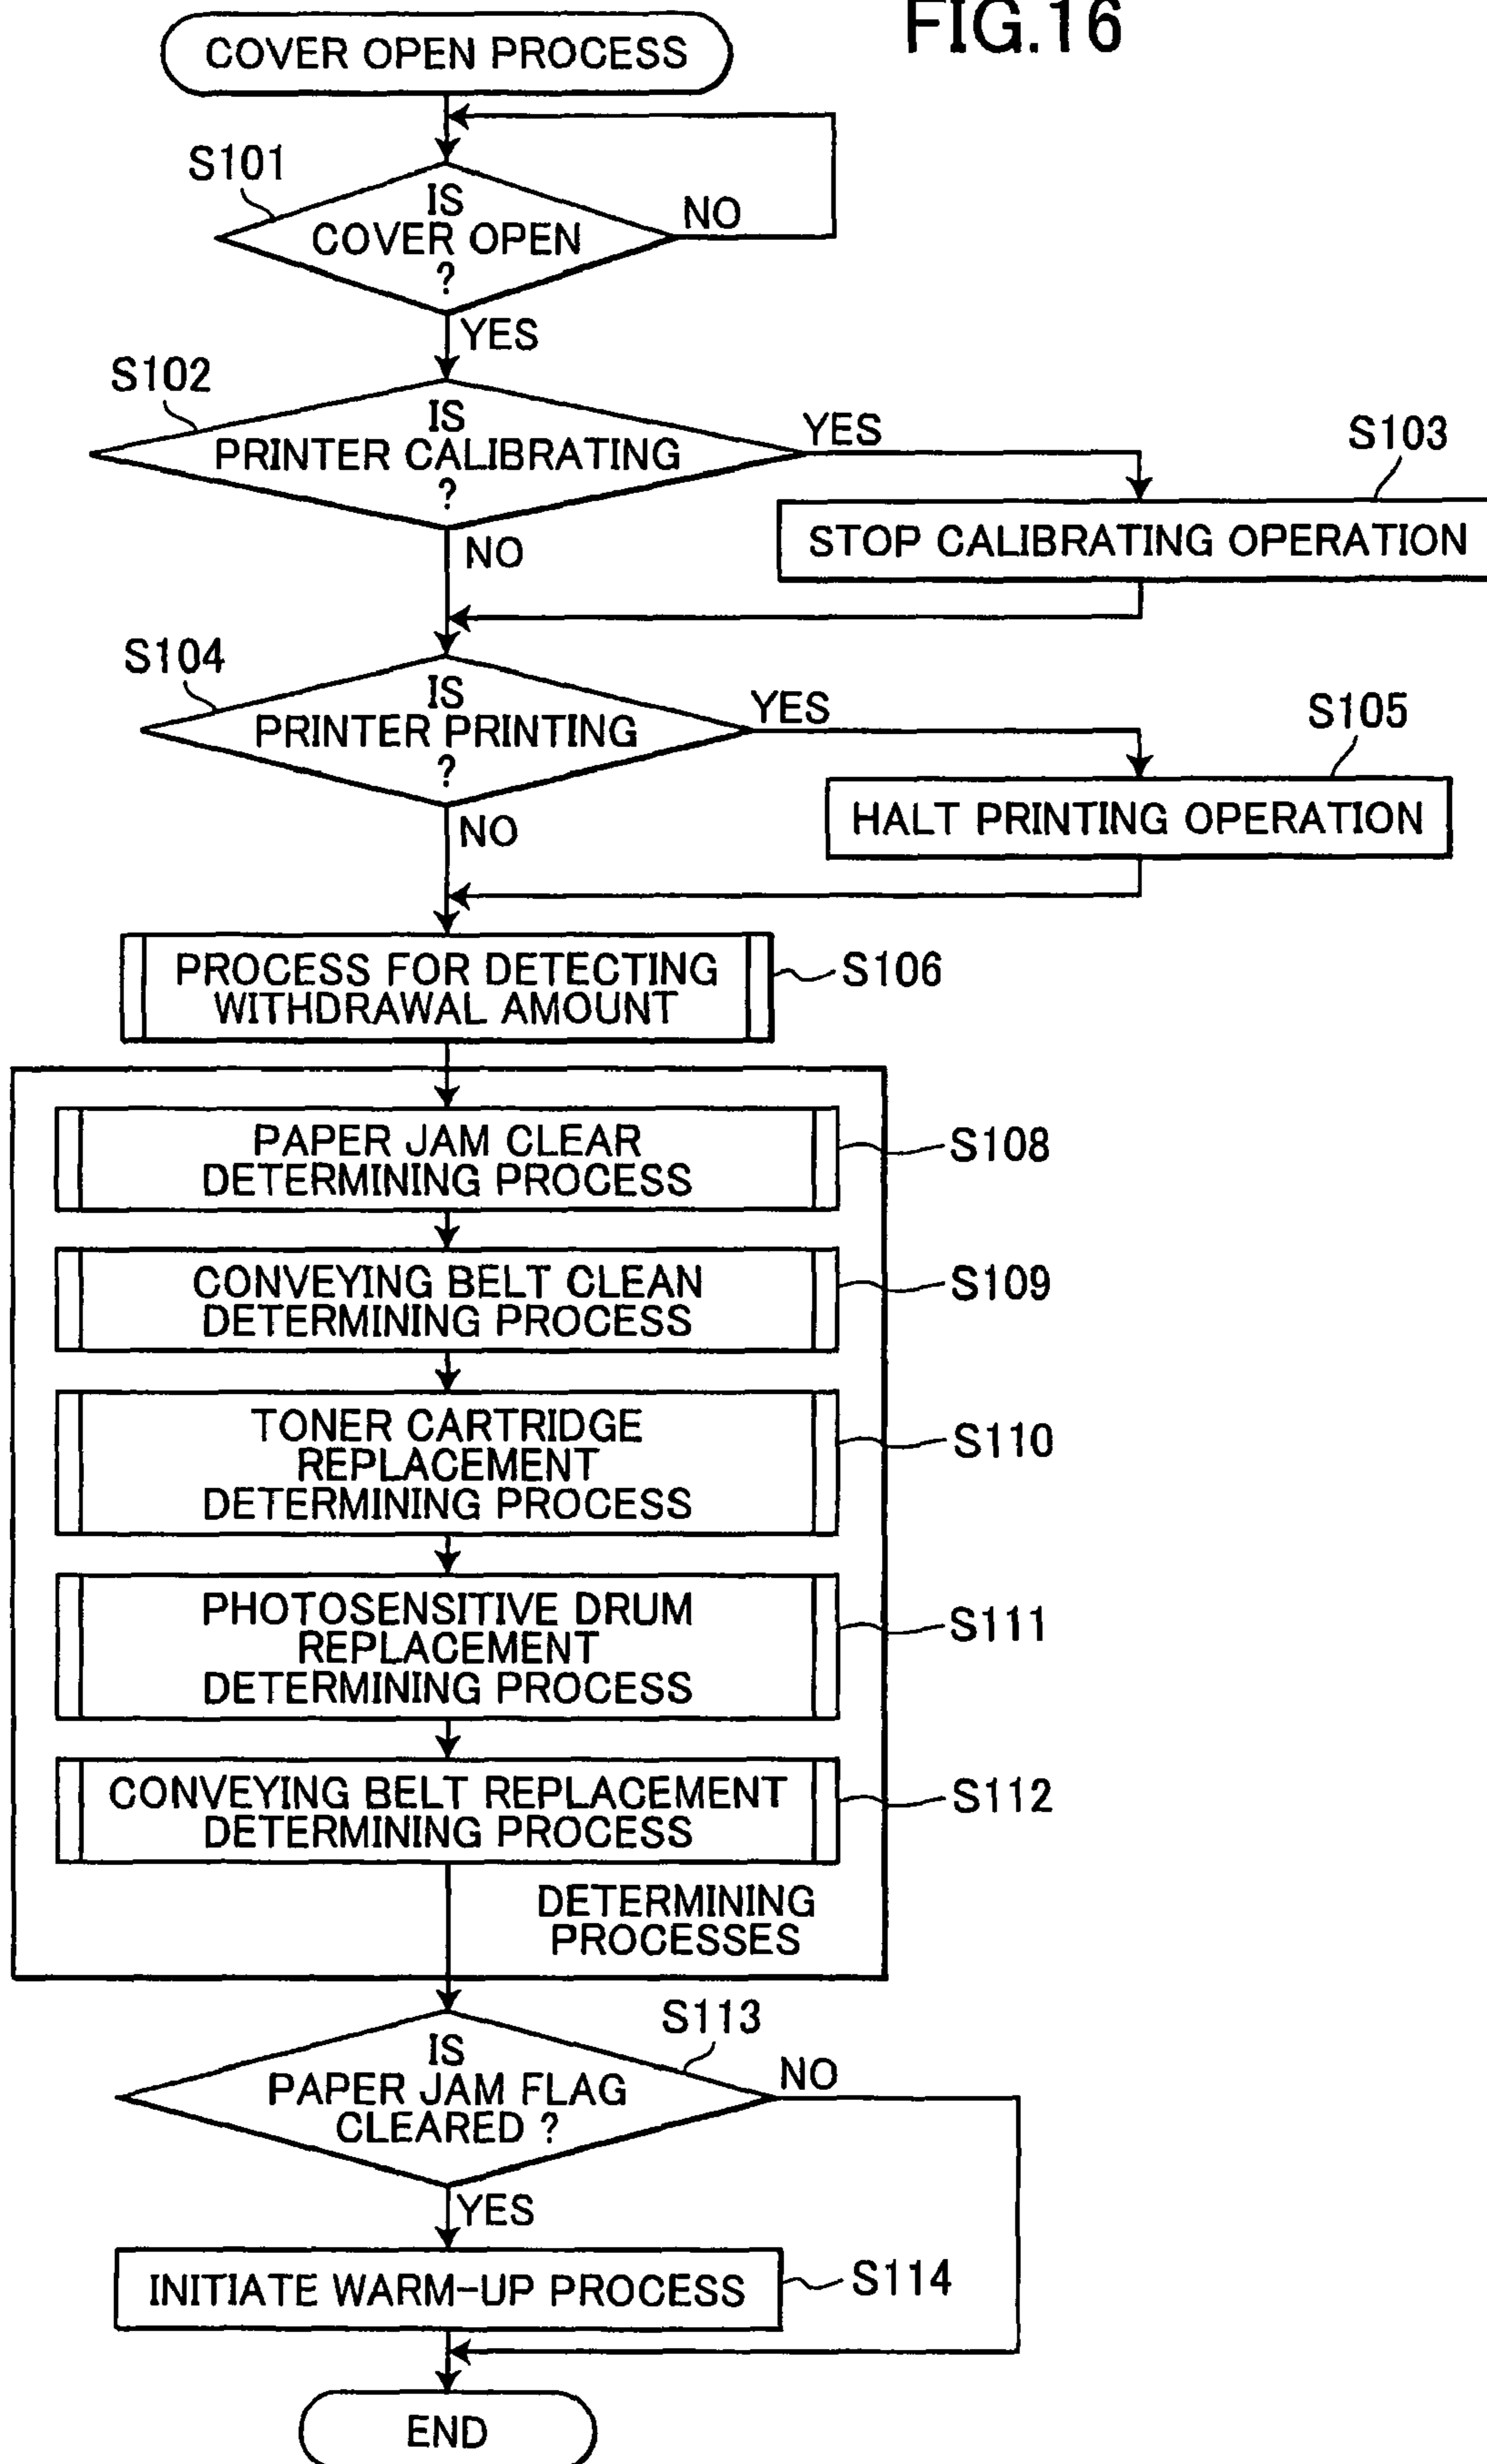 FIG.16
COVER OPEN PROCESS
S101
IS
COVER OPEN
?
NO
YES
S102
IS
PRINTER CALIBRATING
?
YES
S103
STOP CALIBRATING OPERATION
NO
S104
IS
PRINTER PRINTING
?
YES
S105
HALT PRINTING OPERATION
NO
PROCESS FOR DETECTING
WITHDRAWAL AMOUNT
S106
PAPER JAM CLEAR
DETERMINING PROCESS
S108
CONVEYING BELT CLEAN
DETERMINING PROCESS
S109
TONER CARTRIDGE
REPLACEMENT
DETERMINING PROCESS
S110
PHOTOSENSITIVE DRUM
REPLACEMENT
DETERMINING PROCESS
S111
CONVEYING BELT REPLACEMENT
DETERMINING PROCESS
S112
DETERMINING
PROCESSES
S113
IS
PAPER JAM FLAG
CLEARED ?
NO
YES
INITIATE WARM-UP PROCESS
S114
END